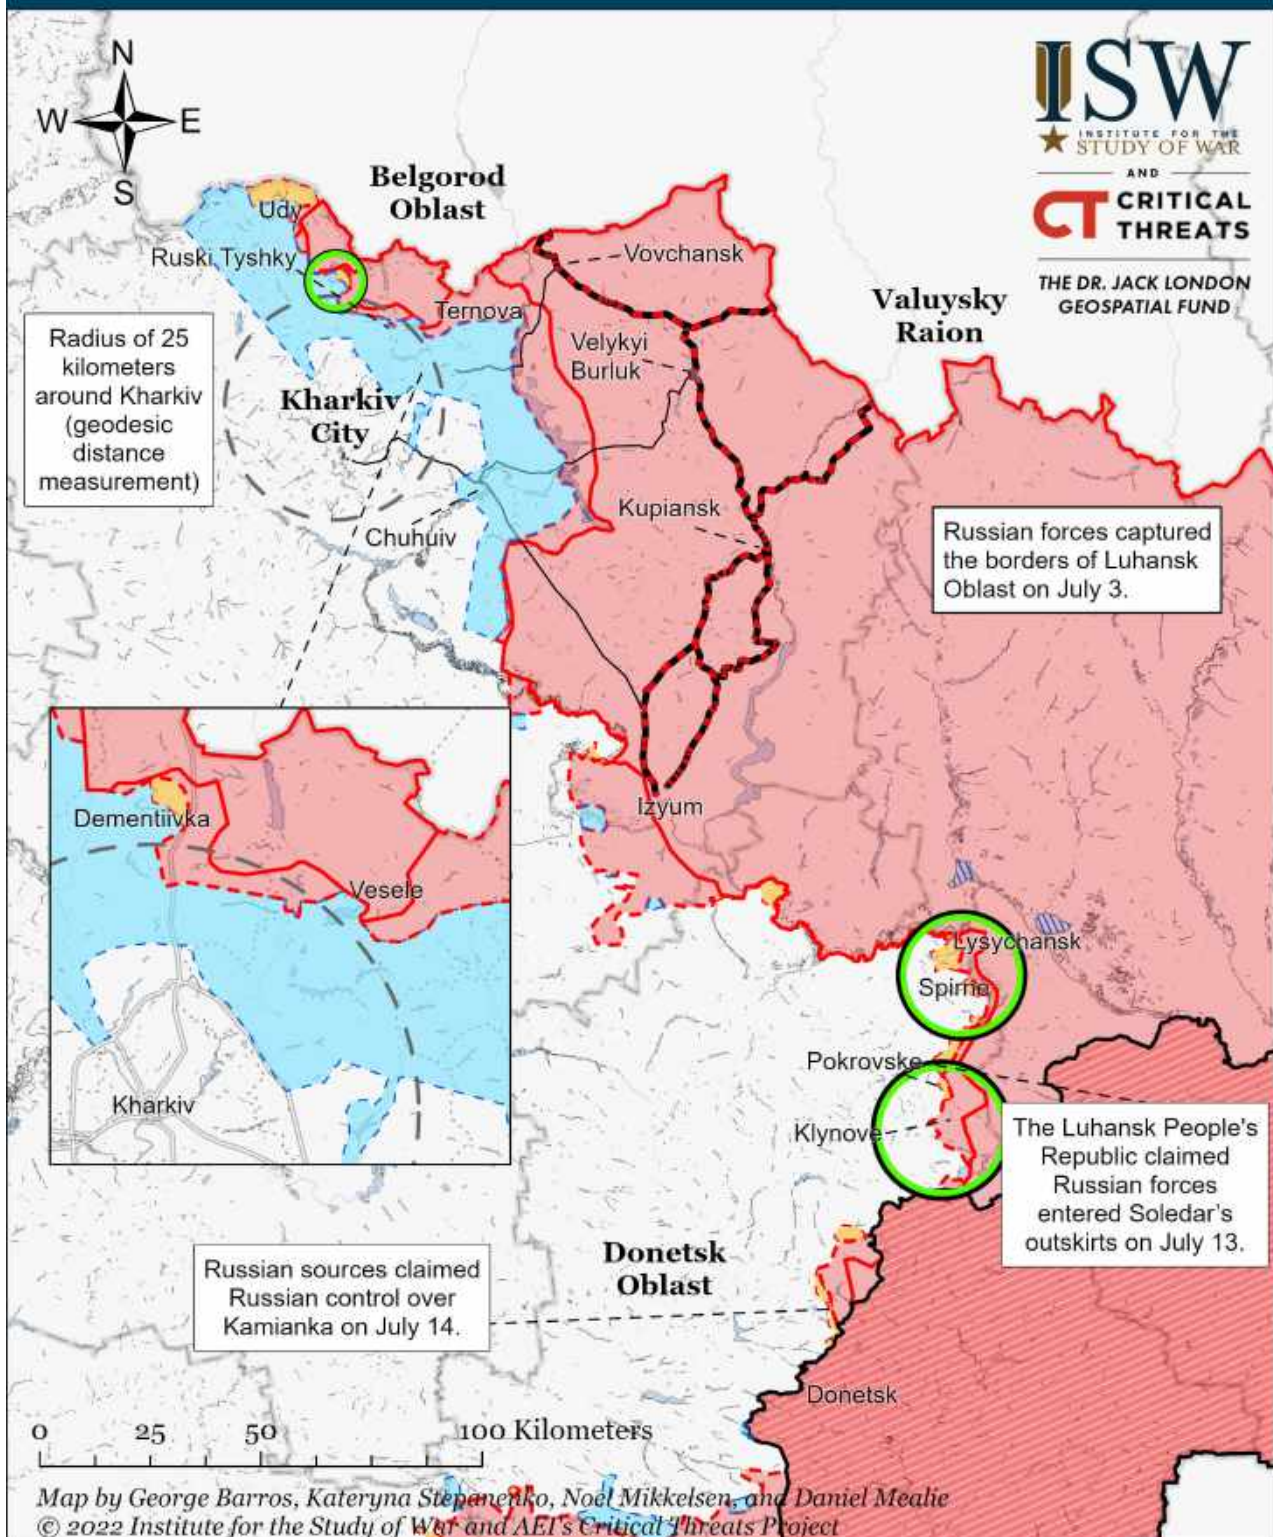 N
W E
S
ISW
INSTITUTE FOR THE
STUDY OF WAR
AND
CT CRITICAL
THREATS
THE DR. JACK LONDON
GEOSPATIAL FUND
Belgorod
Oblast
Udy
Ruski Tyshky
Vovchansk
Ternova
Valuysky
Raion
Velykyi
Burluk
Radius of 25
kilometers
around Kharkiv
(geodesic
distance
measurement)
Kharkiv
City
Kupiansk
Chuhuiv
Russian forces captured
the borders of Luhansk
Oblast on July 3.
Izyum
Dementiivka
Vesele
Kharkiv
Lysychansk
Spirne
Pokrovske
Klynove
The Luhansk People's
Republic claimed
Russian forces
entered Soledar's
outskirts on July 13.
Donetsk
Oblast
Russian sources claimed
Russian control over
Kamianka on July 14.
Donetsk
0 25 50 100 Kilometers
Map by George Barros, Kateryna Stepanenko, Noel Mikkelsen, and Daniel Mealie
© 2022 Institute for the Study of War and AEI's Critical Threats Project